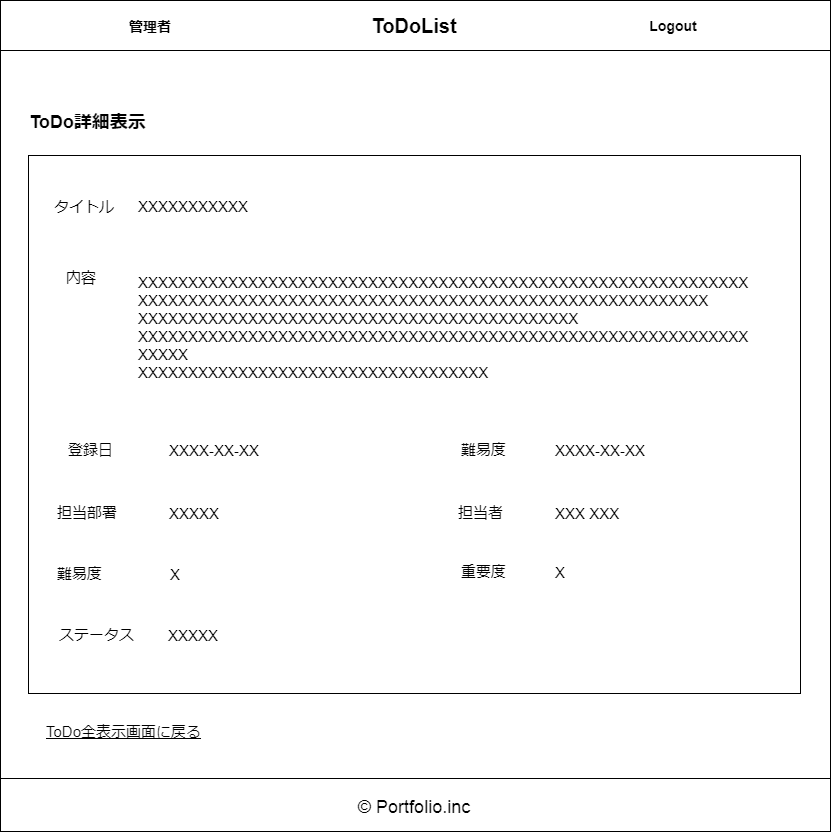 管理者 ToDoList Logout
ToDo詳細表示
タイトル XXXXXXXXXXX
内容
XXXXXXXXXXXXXXXXXXXXXXXXXXXXXXXXXXXXXXXXXXXXXXXXXXXXXXXXXXXXX
XXXXXXXXXXXXXXXXXXXXXXXXXXXXXXXXXXXXXXXXXXXXXXXXXXXXXXXXX
XXXXXXXXXXXXXXXXXXXXXXXXXXXXXXXXXXXXXXXXXXXX
XXXXXXXXXXXXXXXXXXXXXXXXXXXXXXXXXXXXXXXXXXXXXXXXXXXXXXXXXXXXX
XXXXX
XXXXXXXXXXXXXXXXXXXXXXXXXXXXXXXXXXX
登録日 XXXX-XX-XX 難易度 XXXX-XX-XX
担当部署 XXXXX 担当者 XXX XXX
難易度 X 重要度 X
ステータス XXXXX
ToDo全表示画面に戻る
© Portfolio.inc